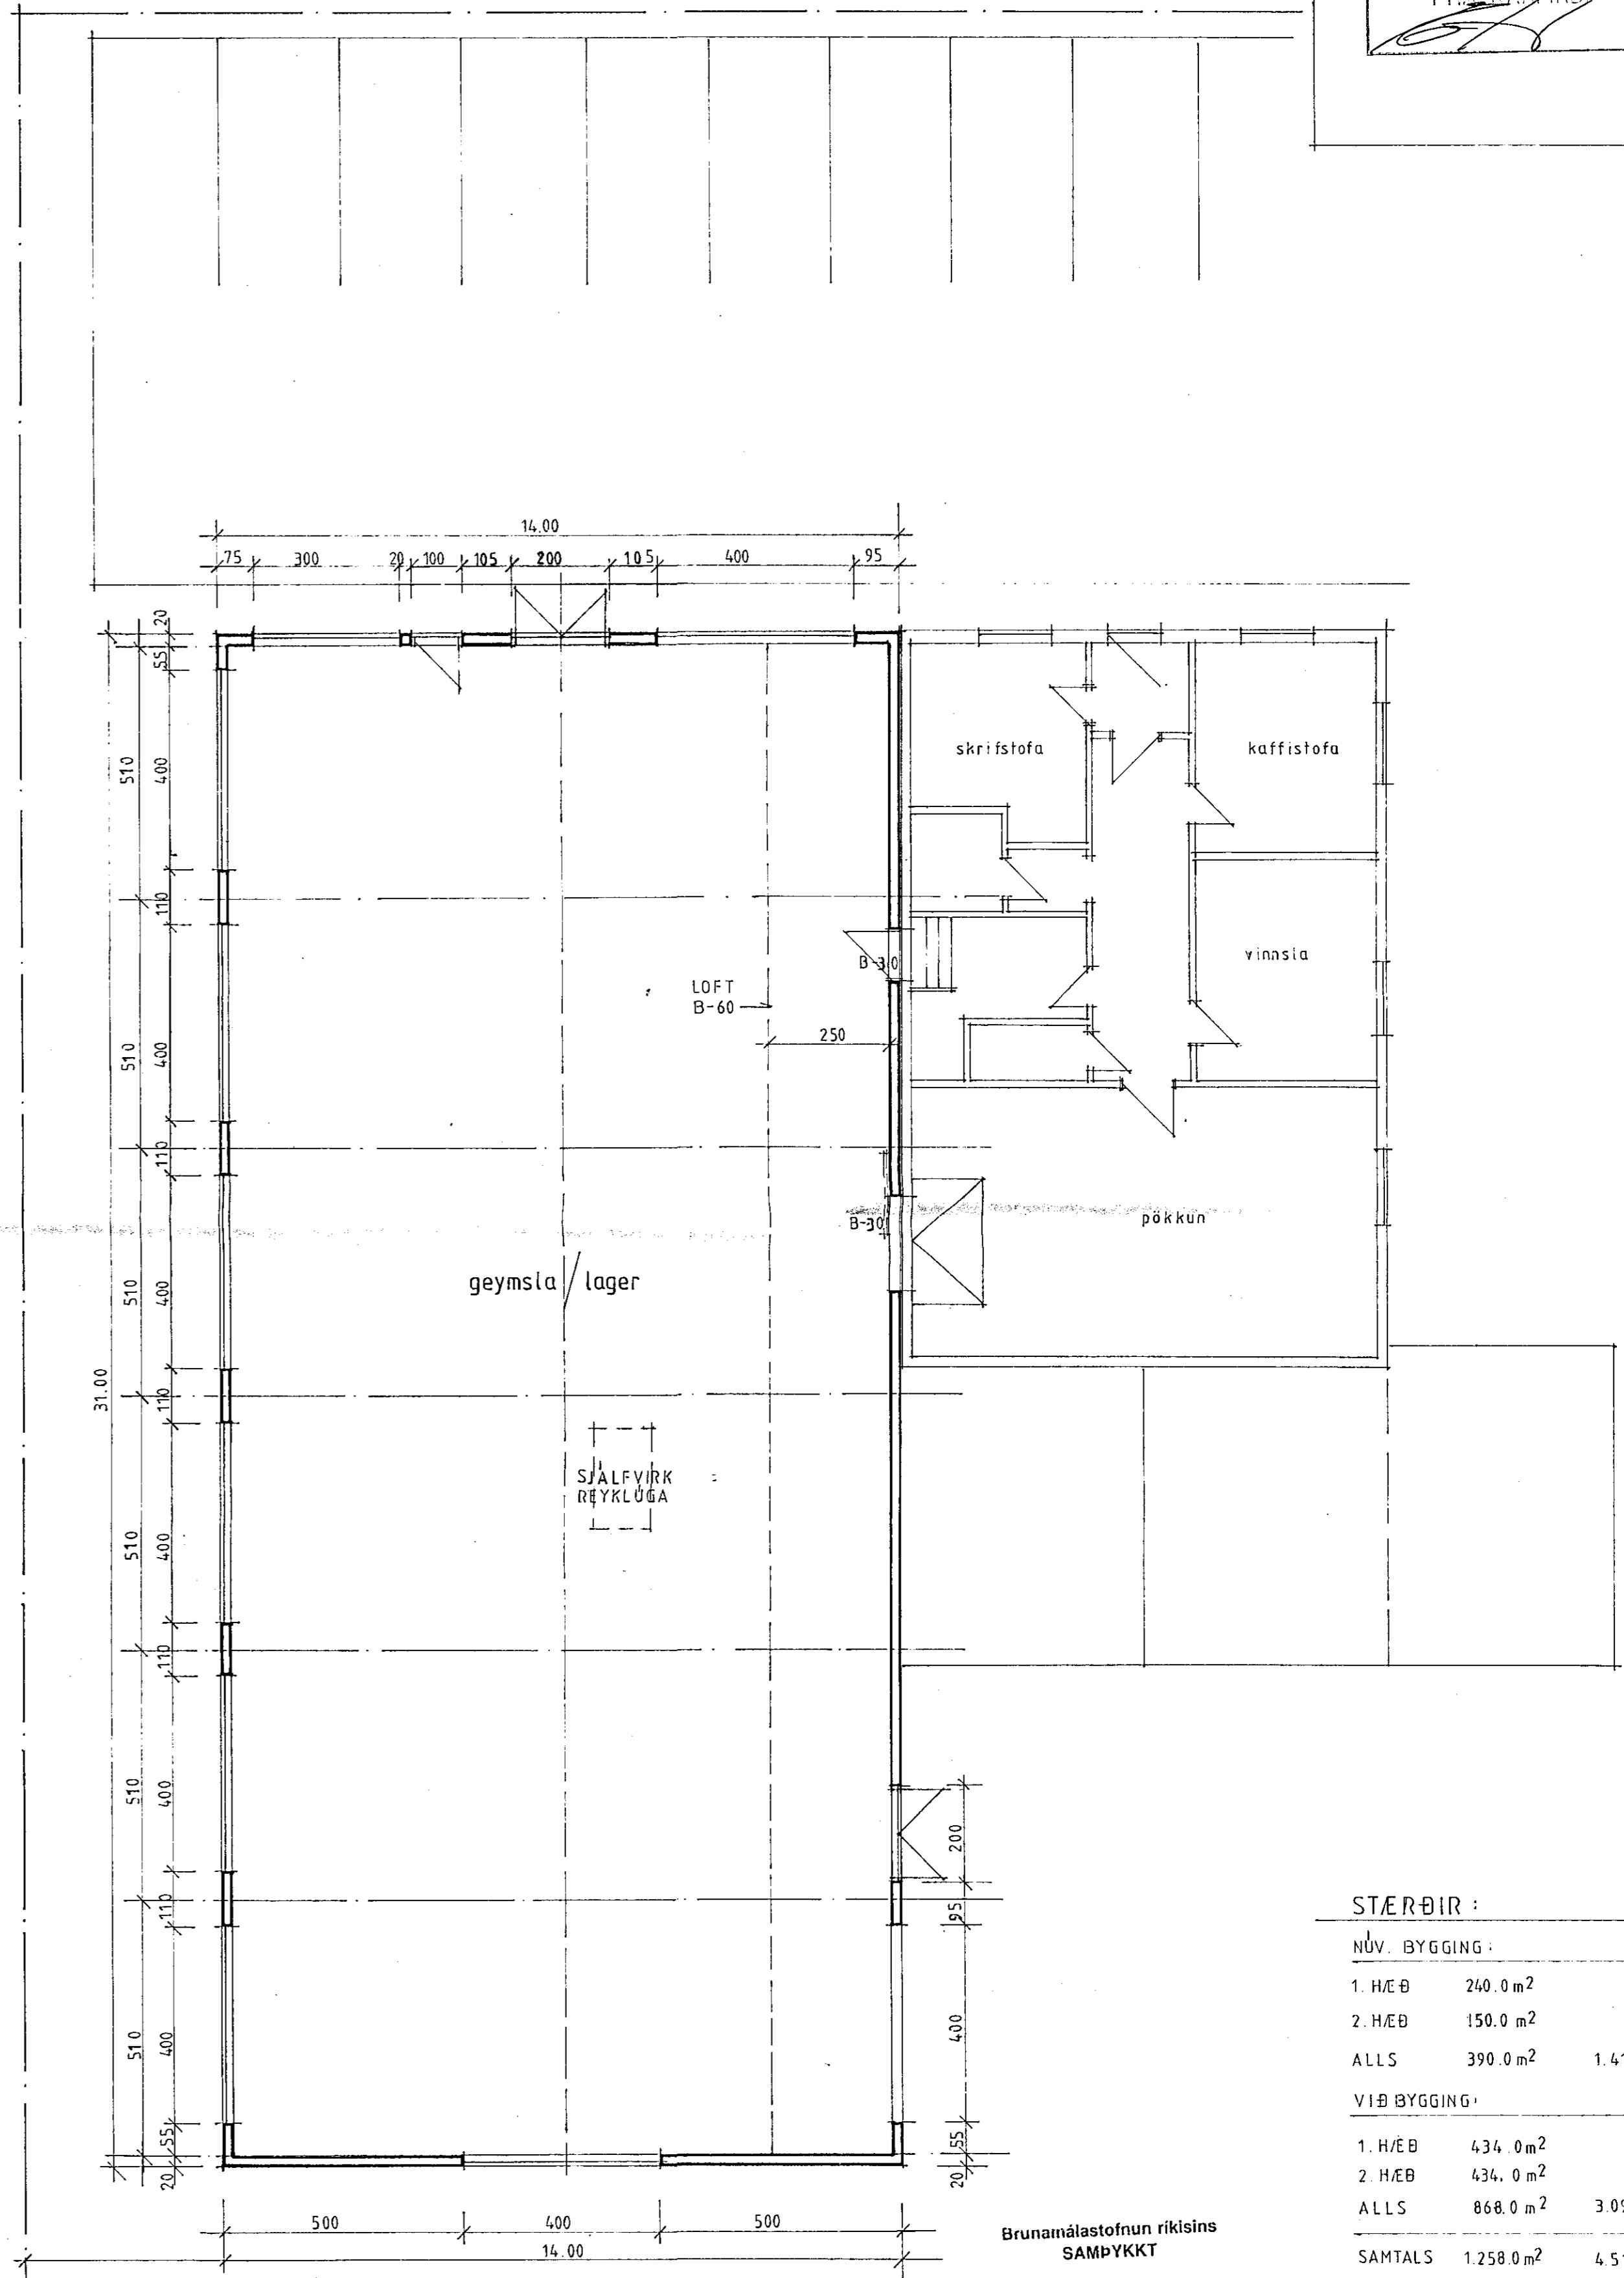 14.00
75 300 20 100 105 200 105 400 95
20
55
510 400
skrifstofa kaffistofa
110
B-30
vinnsla
LOFT
B-60
250
510 400
110
B-30
pökkun
geymsla / lager
510 400
31.00
110
SJÁLFVIRK
REYKLÚGA
510 400
110
510 400
200
110
95
STÆRÐIR :
NÚV. BYGGING :
1. HÆÐ 240.0 m2
2. HÆÐ 150.0 m2
510 400
400
ALLS 390.0 m2
VIÐBYGGING:
55
55
1. HÆÐ 434.0 m2
20
20
2. HÆÐ 434.0 m2
ALLS 868.0 m2
500 400 500
14.00
Brunamálastofnun ríkisins
SAMÞYKKT
SAMTALS 1.258.0 m2